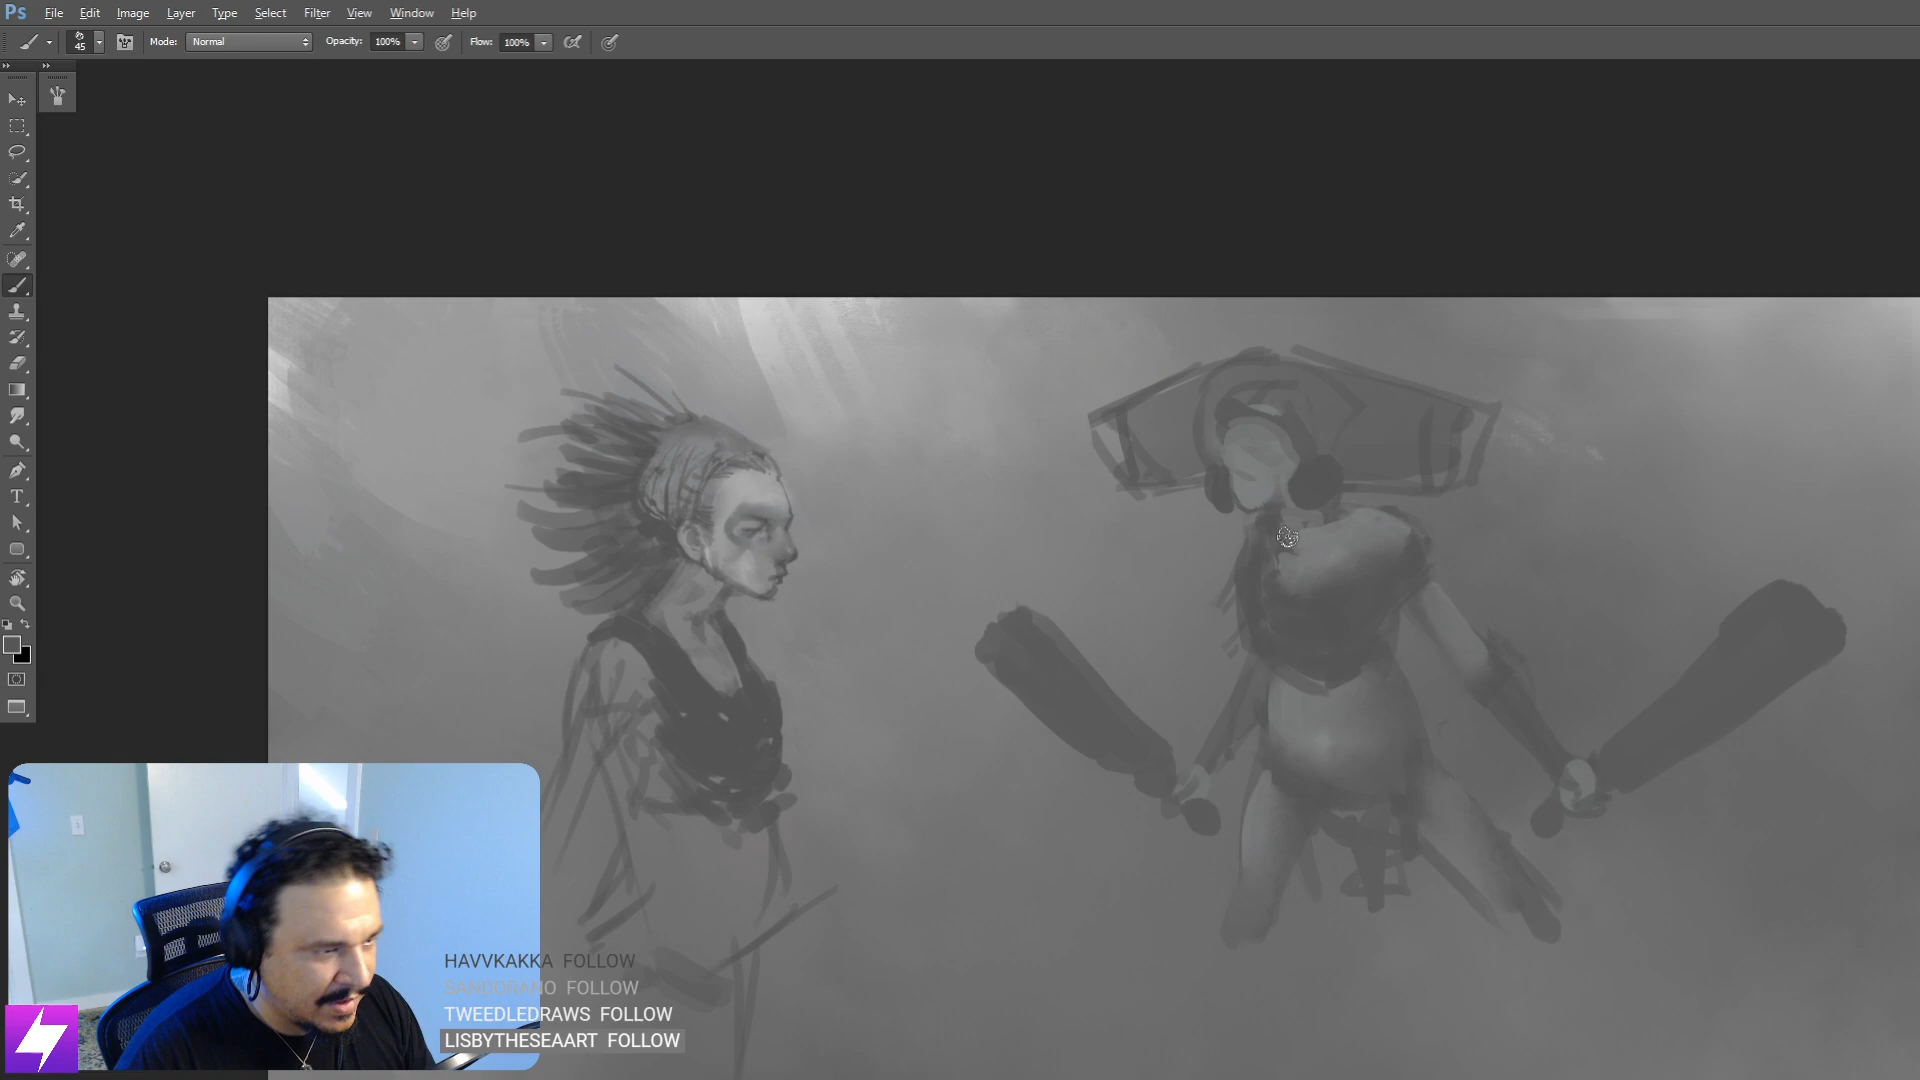 Ps File Edit Image Layer Type Select Filter View Window Help
45 Mode: Normal Opacity: 100% Flow: 100%
T
HAVVKAKKA FOLLOW
SANDORANO FOLLOW
TWEEDLEDRAWS FOLLOW
LISBYTHESEAART FOLLOW